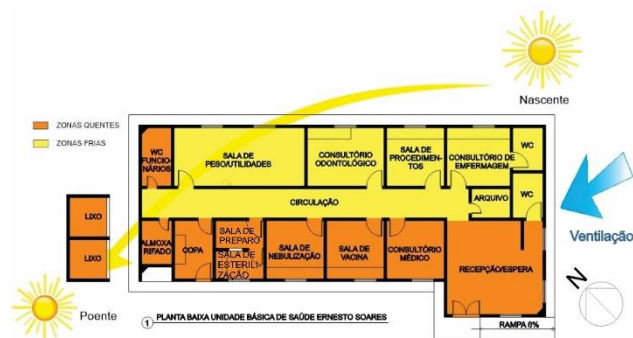 Nascente
ZONAS QUENTES
ZONAS FRIAS
WC
FUNCIO-
NÁRIOS
SALA DE
PESO/UTILIDADES
CONSULTÓRIO
ODONTOLÓGICO
SALA DE
PROCEDIMEN-
TOS
CONSULTÓRIO DE
ENFERMAGEM
WC
LIXO
CIRCULAÇÃO
ARQUIVO
WC
Ventilação
LIXO
ALMOXA-
RIFADO
COPA
SALA DE
PREPARO
SALA DE
ESTERILI-
ZAÇÃO
SALA DE
NEBULIZAÇÃO
SALA DE
VACINA
CONSULTÓRIO
MÉDICO
RECEPÇÃO/ESPERA
N
Poente
1 PLANTA BAIXA UNIDADE BÁSICA DE SAÚDE ERNESTO SOARES
RAMPA 6%